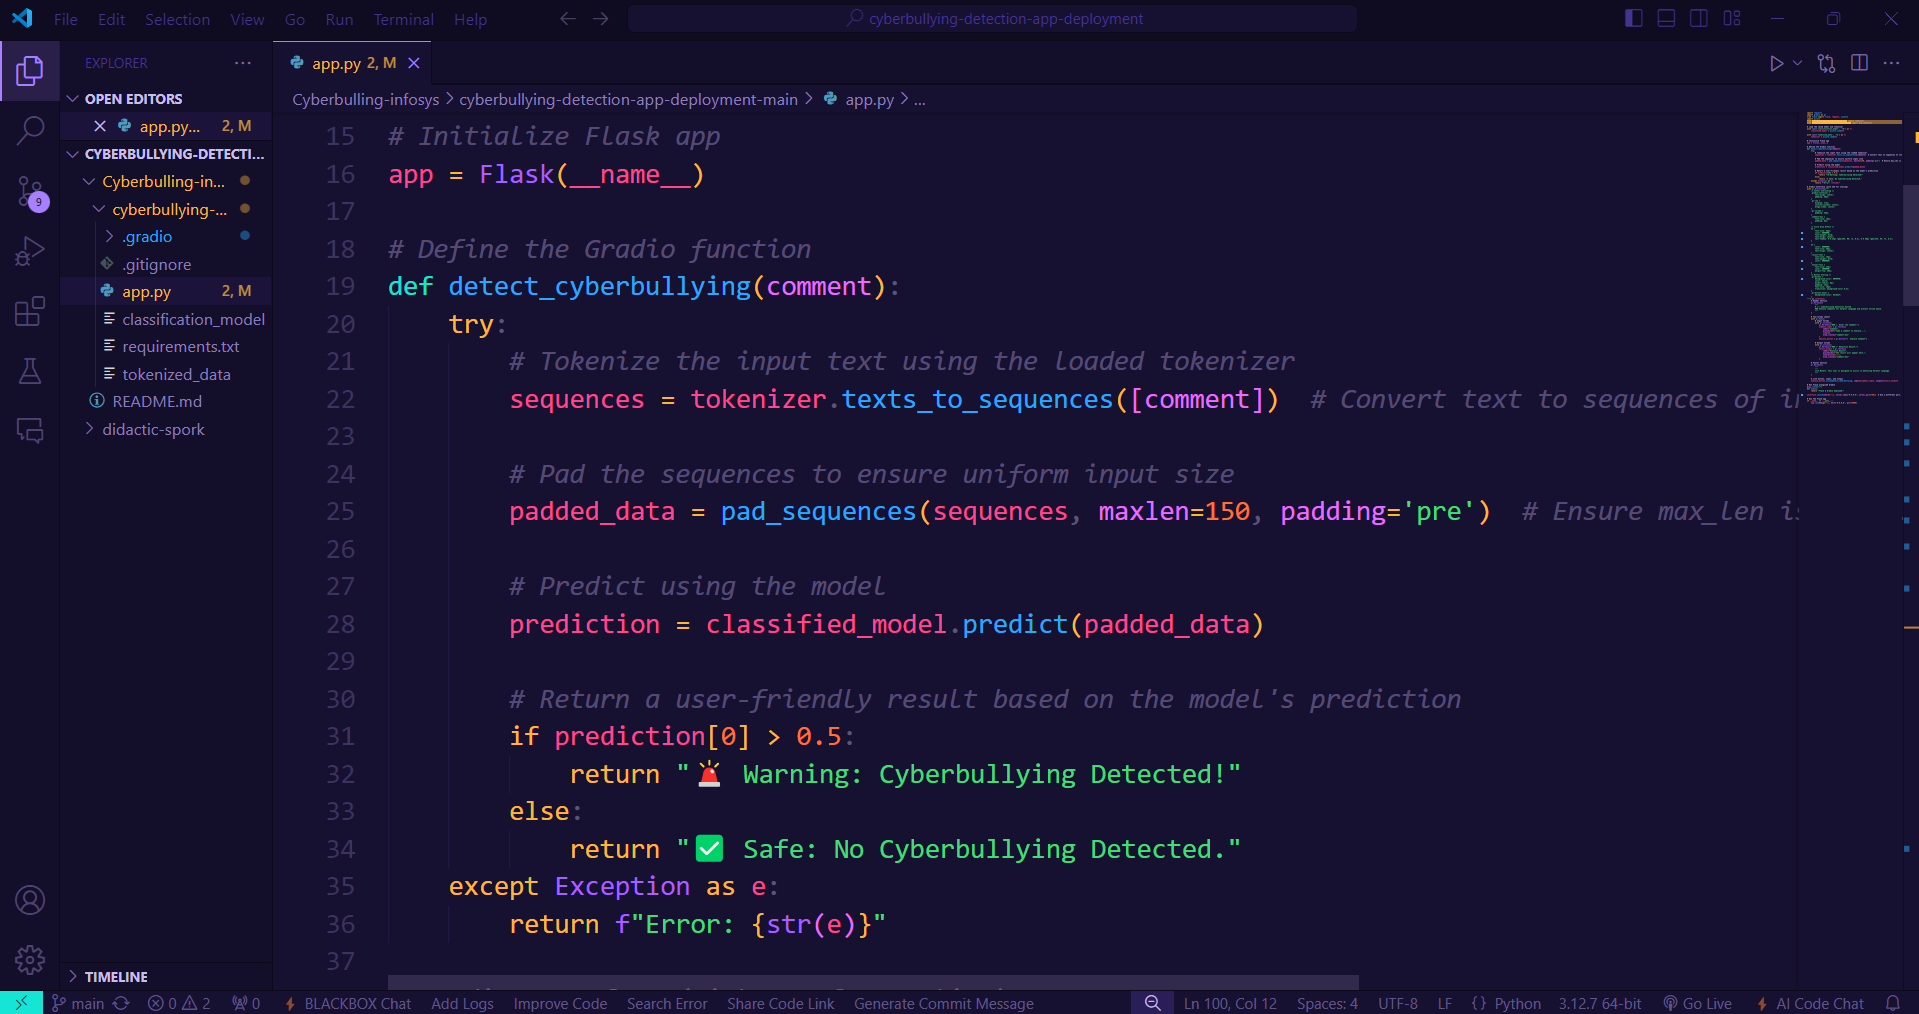 File Edit Selection View Go Run Terminal Help
cyberbullying-detection-app-deployment
EXPLORER
OPEN EDITORS
app.py... 2, M
CYBERBULLYING-DETECTI...
Cyberbulling-in...
cyberbullying-...
.gradio
.gitignore
app.py 2, M
classification_model
requirements.txt
tokenized_data
README.md
didactic-spork
TIMELINE
9
app.py 2, M
Cyberbulling-infosys > cyberbullying-detection-app-deployment-main > app.py > ...
15 # Initialize Flask app
16 app = Flask(__name__)
17
18 # Define the Gradio function
19 def detect_cyberbullying(comment):
20     try:
21         # Tokenize the input text using the loaded tokenizer
22         sequences = tokenizer.texts_to_sequences([comment])  # Convert text to sequences of i
23
24         # Pad the sequences to ensure uniform input size
25         padded_data = pad_sequences(sequences, maxlen=150, padding='pre')  # Ensure max_len is
26
27         # Predict using the model
28         prediction = classified_model.predict(padded_data)
29
30         # Return a user-friendly result based on the model's prediction
31         if prediction[0] > 0.5:
32             return "🚨 Warning: Cyberbullying Detected!"
33         else:
34             return "✅ Safe: No Cyberbullying Detected."
35     except Exception as e:
36         return f"Error: {str(e)}"
37
main 0 2 0 BLACKBOX Chat Add Logs Improve Code Search Error Share Code Link Generate Commit Message Ln 100, Col 12 Spaces: 4 UTF-8 LF {} Python 3.12.7 64-bit Go Live AI Code Chat